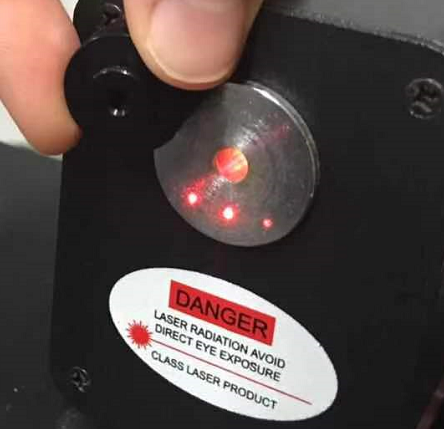 DANGER
LASER RADIATION AVOID
DIRECT EYE EXPOSURE
CLASS LASER PRODUCT